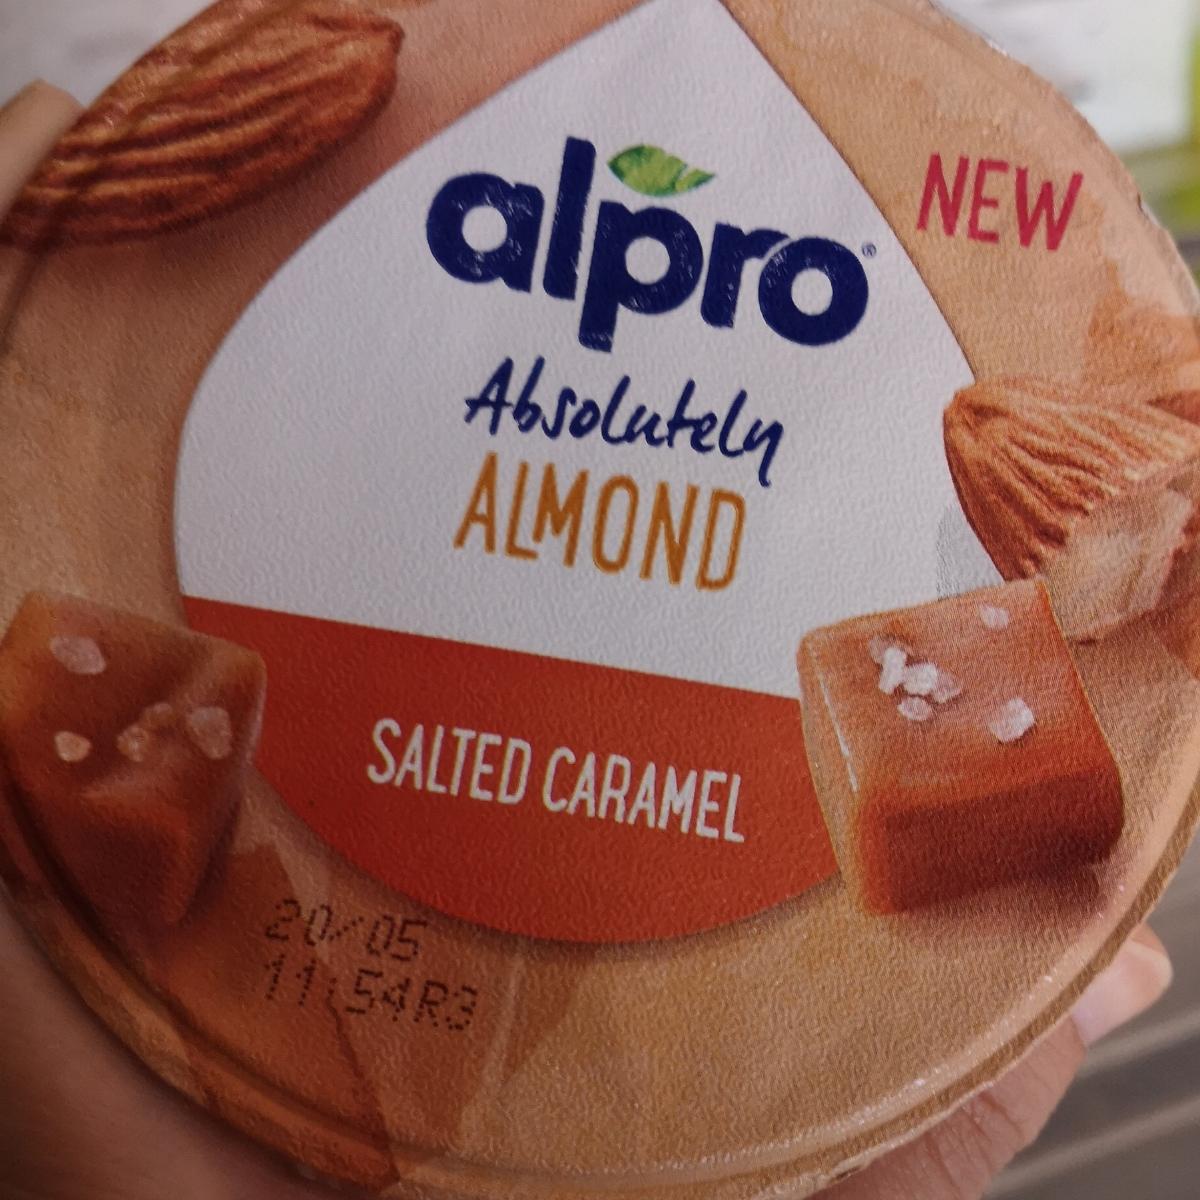 alpro®
NEW
Absolutely
ALMOND
SALTED CARAMEL
20/05
11:54R3